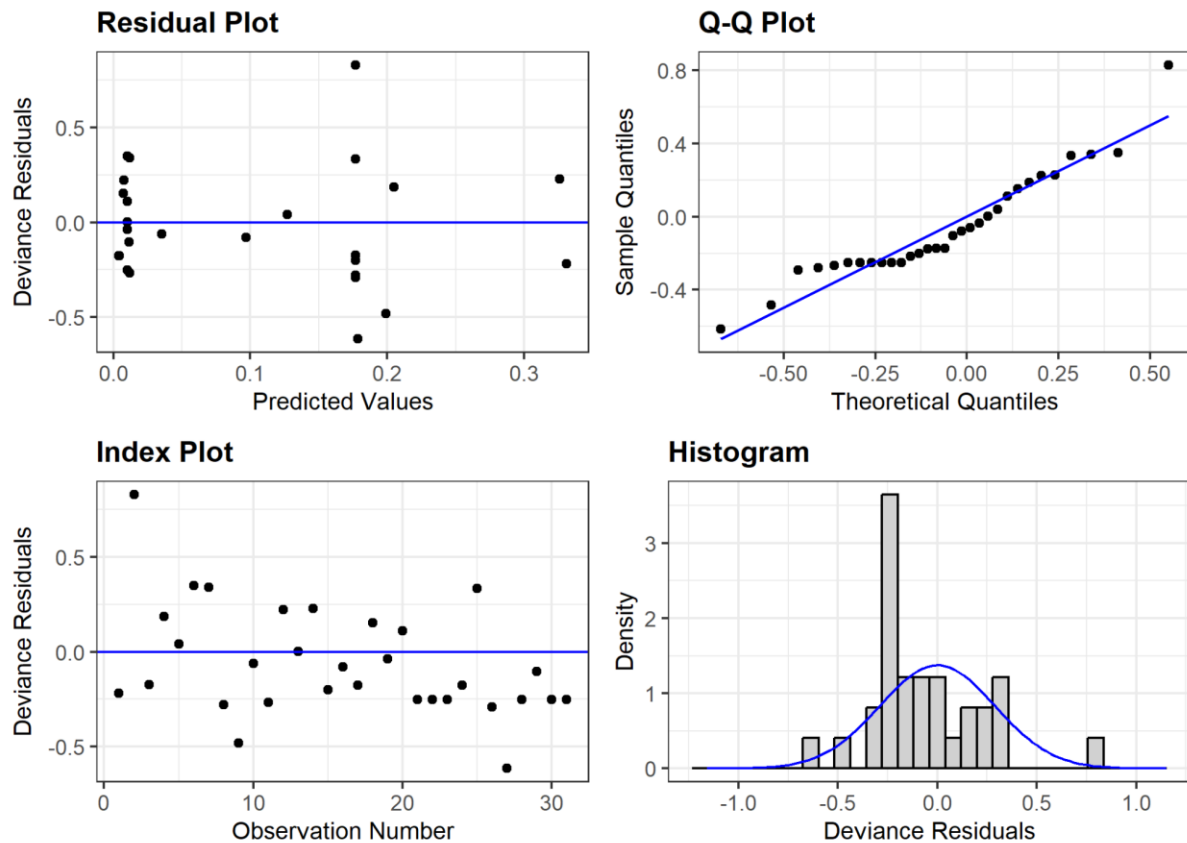 Residual Plot
Deviance Residuals
0.5
0.0
-0.5
0.0 0.1 0.2 0.3
Predicted Values
Q-Q Plot
Sample Quantiles
0.8
0.4
0.0
-0.4
-0.50 -0.25 0.00 0.25 0.50
Theoretical Quantiles
Index Plot
Deviance Residuals
0.5
0.0
-0.5
0 10 20 30
Observation Number
Histogram
Density
3
2
1
0
-1.0 -0.5 0.0 0.5 1.0
Deviance Residuals